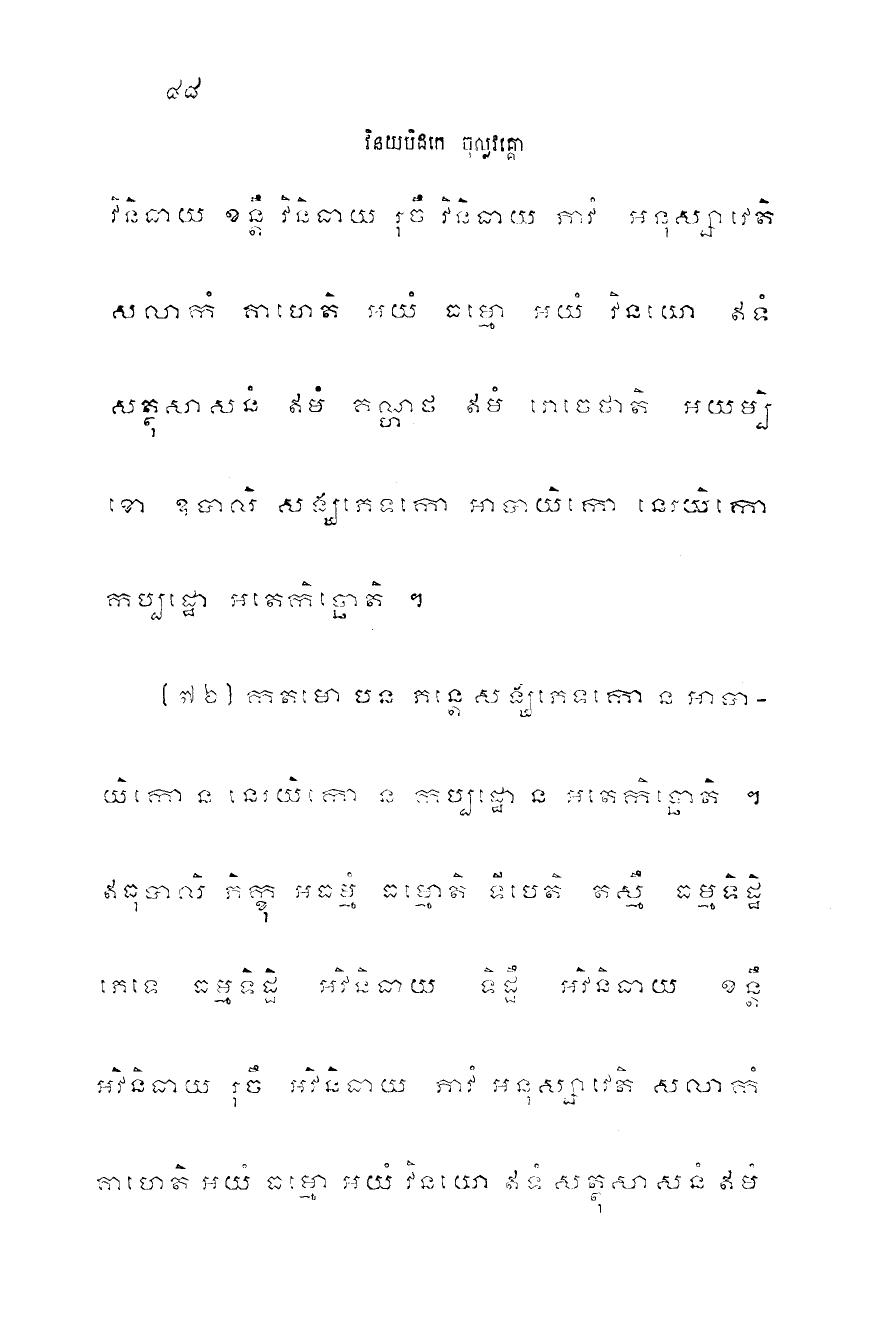 ៤៨
វិនយបិដកេ ចុល្លវគ្គោ
វិនិធាយ ខន្តឹ វិនិធាយ រុចឹ វិនិធាយ ភាវំ អនុស្សាវេតិ
សលាកំ គាហេតិ អយំ ធម្មោ អយំ វិនយោ ឥទំ
សត្ថុសាសនំ ឥមំ គណ្ហថ ឥមំ រោចេថាតិ អយម្បិ
ខោ ឧបាលិ សង្ឃភេទកោ អាបាយិកោ នេរយិកោ
កប្បដ្ឋោ អតេកិច្ឆោតិ ។
(៧២) កតមោ បន ភន្តេ សង្ឃភេទកោ ន អាបា-
យិកោ ន នេរយិកោ ន កប្បដ្ឋោ ន អតេកិច្ឆោតិ ។
ឥធុបាលិ ភិក្ខុ អធម្មំ ធម្មោតិ ទីបេតិ តស្មឹ ធម្មទិដ្ឋិ
ភេទេ ធម្មទិដ្ឋិ អវិនិធាយ ទិដ្ឋឹ អវិនិធាយ ខន្តឹ
អវិនិធាយ រុចឹ អវិនិធាយ ភាវំ អនុស្សាវេតិ សលាកំ
គាហេតិ អយំ ធម្មោ អយំ វិនយោ ឥទំ សត្ថុសាសនំ ឥមំ